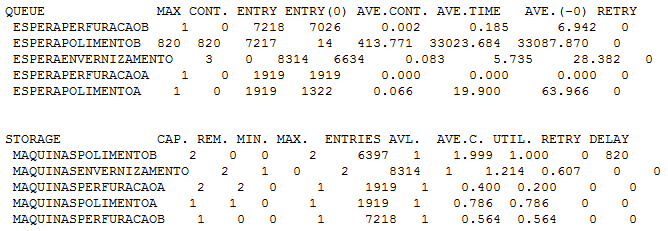 QUEUE MAX CONT. ENTRY ENTRY(0) AVE.CONT. AVE.TIME AVE.(-0) RETRY
ESPERAPERFURACAOB 1 0 7218 7026 0.002 0.185 6.942 0
ESPERAPOLIMENTOB 820 820 7217 14 413.771 33023.684 33087.870 0
ESPERAENVERNIZAMENTO 3 0 8314 6634 0.083 5.735 28.382 0
ESPERAPERFURACAOA 1 0 1919 1919 0.000 0.000 0.000 0
ESPERAPOLIMENTOA 1 0 1919 1322 0.066 19.900 63.966 0
STORAGE CAP. REM. MIN. MAX. ENTRIES AVL. AVE.C. UTIL. RETRY DELAY
MAQUINASPOLIMENTOB 2 0 0 2 6397 1 1.999 1.000 0 820
MAQUINASENVERNIZAMENTO 2 1 0 2 8314 1 1.214 0.607 0 0
MAQUINASPERFURACAOA 2 2 0 1 1919 1 0.400 0.200 0 0
MAQUINASPOLIMENTOA 1 1 0 1 1919 1 0.786 0.786 0 0
MAQUINASPERFURACAOB 1 0 0 1 7218 1 0.564 0.564 0 0